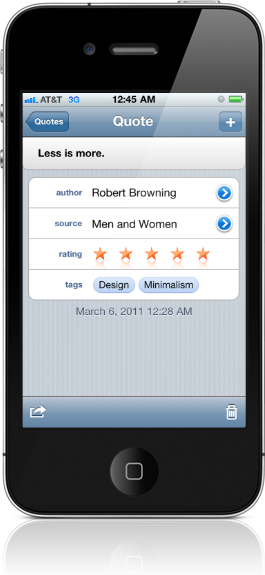 AT&T 3G 12:45 AM
Quotes Quote +
Less is more.
author Robert Browning
source Men and Women
rating
tags Design Minimalism
March 6, 2011 12:28 AM